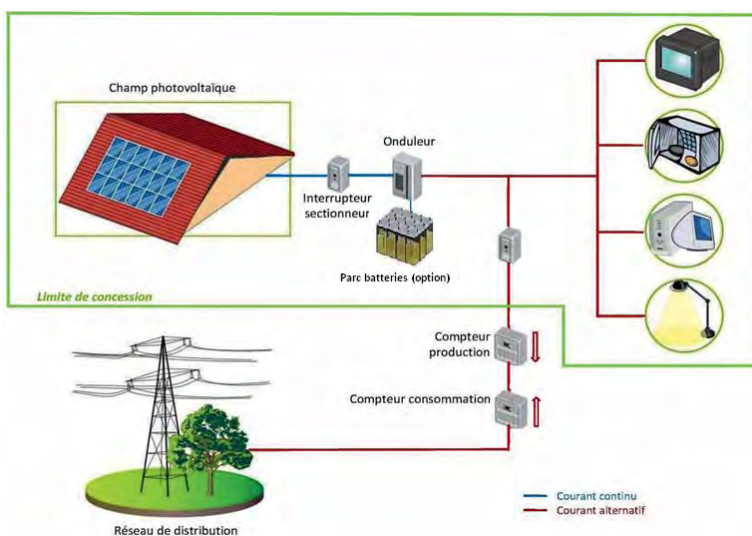 Champ photovoltaïque
Onduleur
Interrupteur
sectionneur
Parc batteries (option)
Limite de concession
Compteur
production
Compteur consommation
Réseau de distribution
Courant continu
Courant alternatif